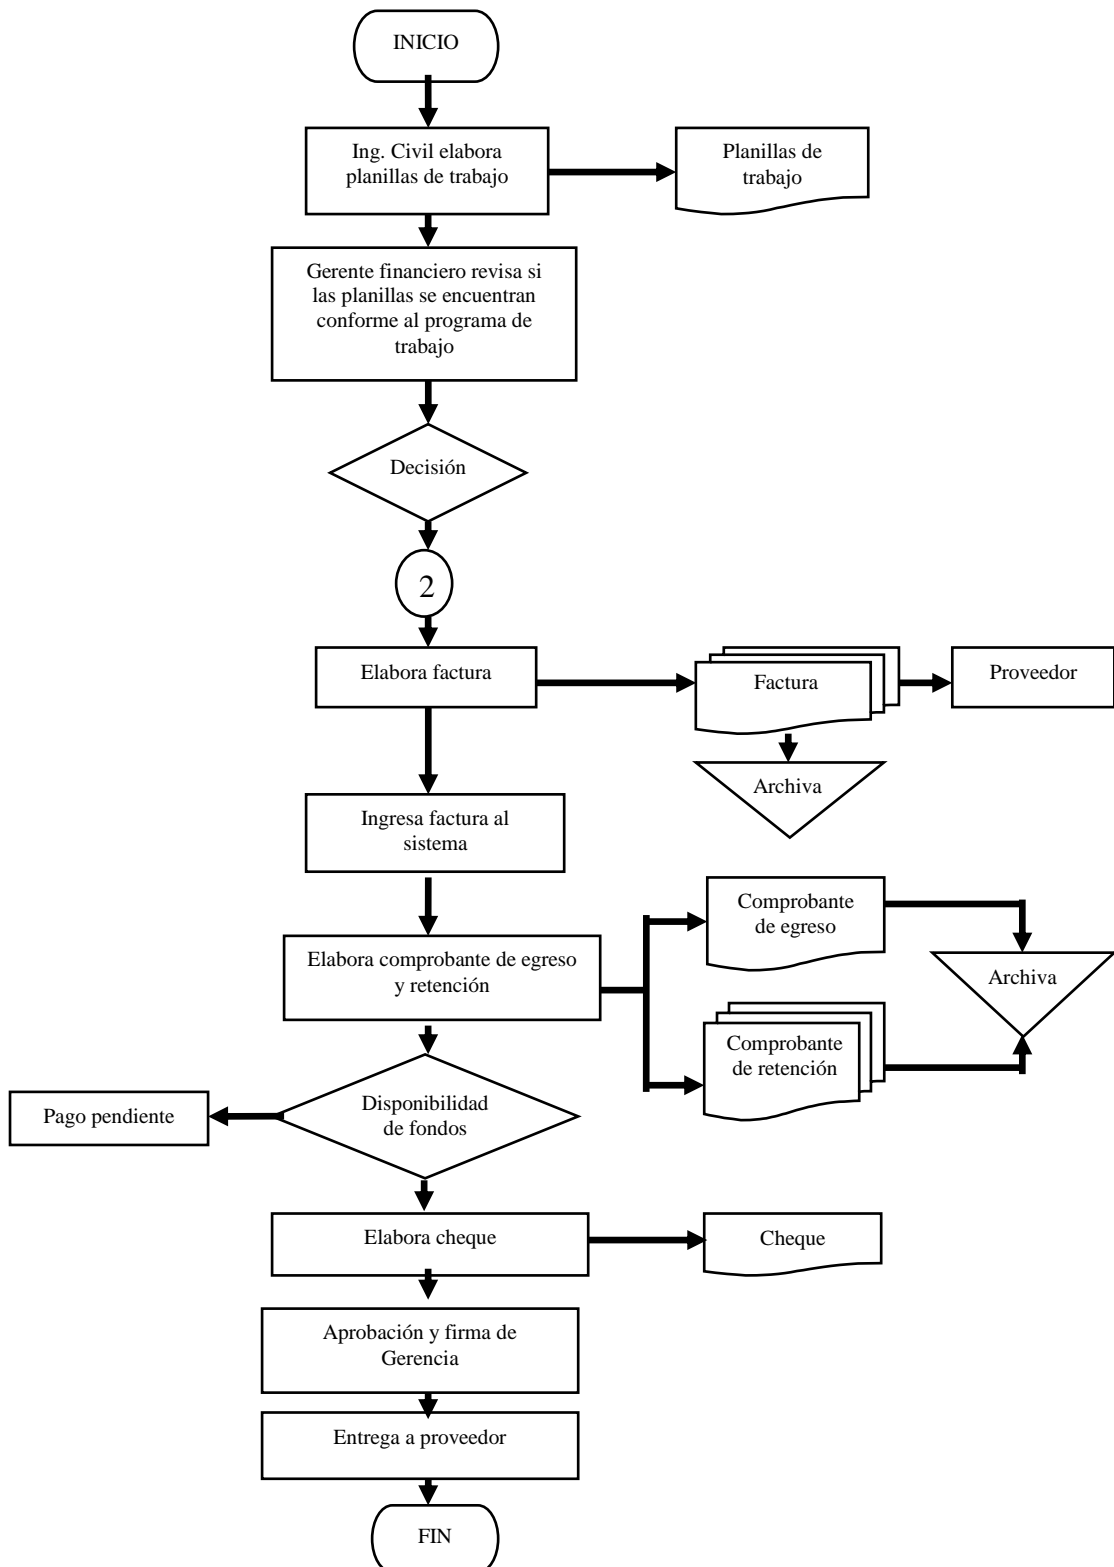 INICIO
Ing. Civil elabora
planillas de trabajo
Planillas de
trabajo
Gerente financiero revisa si
las planillas se encuentran
conforme al programa de
trabajo
Decisión
2
Elabora factura
Factura
Proveedor
Archiva
Ingresa factura al
sistema
Comprobante
de egreso
Elabora comprobante de egreso
y retención
Archiva
Comprobante
de retención
Disponibilidad
de fondos
Pago pendiente
Elabora cheque
Cheque
Aprobación y firma de
Gerencia
Entrega a proveedor
FIN